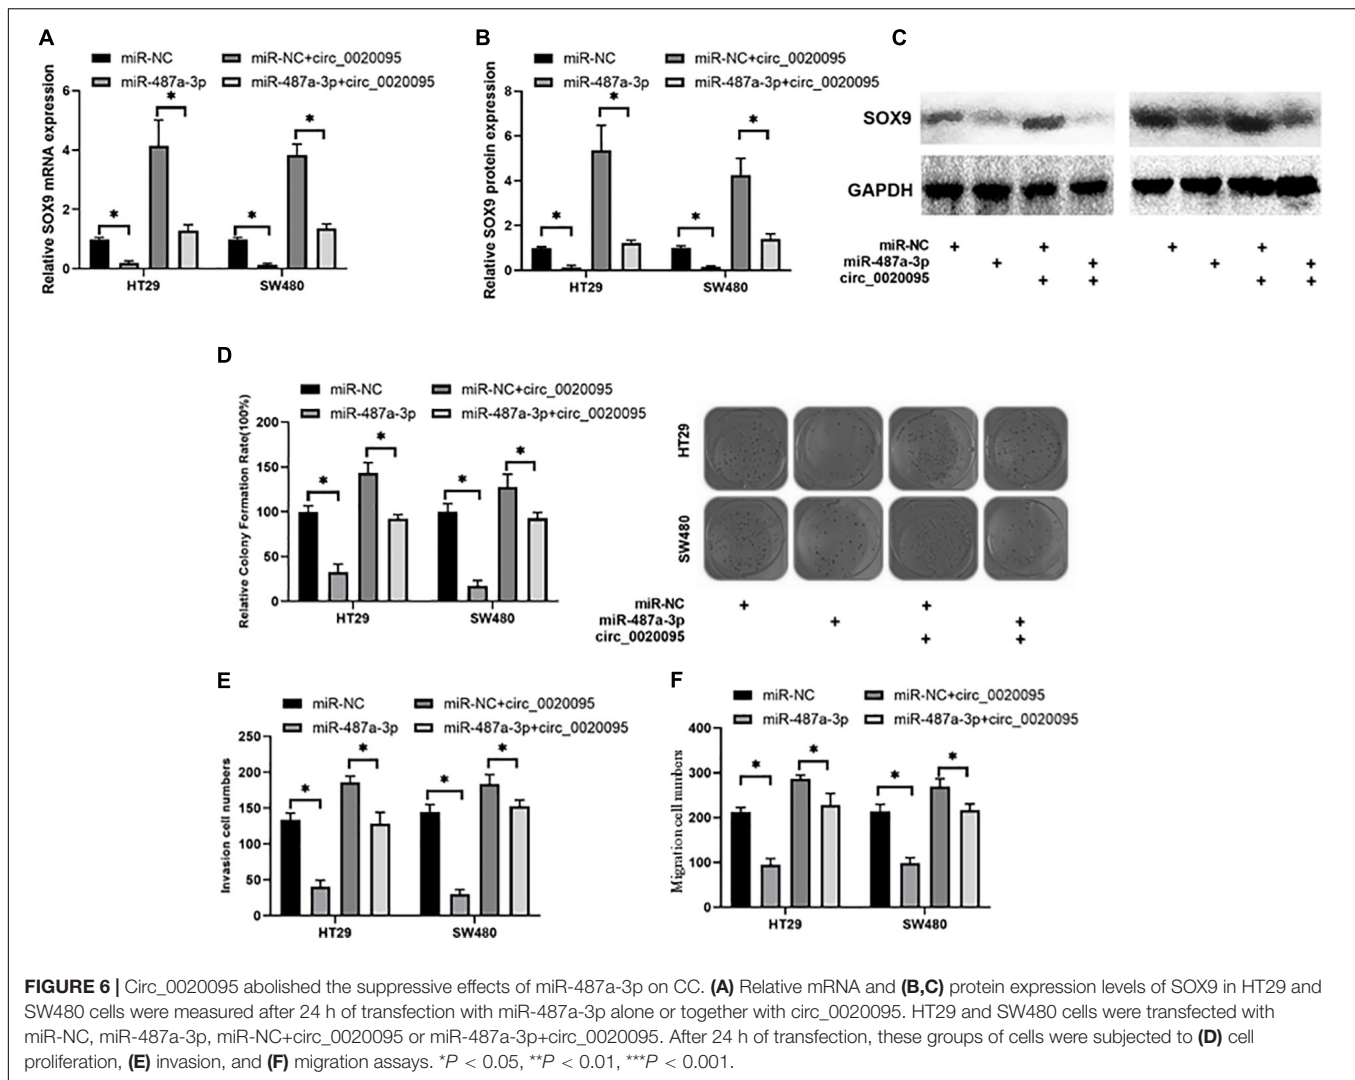 A
miR-NC
miR-NC+circ_0020095
miR-487a-3p
miR-487a-3p+circ_0020095
Relative SOX9 mRNA expression
6
4
2
0
*
*
*
*
HT29
SW480
B
miR-NC
miR-NC+circ_0020095
miR-487a-3p
miR-487a-3p+circ_0020095
Relative SOX9 protein expression
8
6
4
2
0
*
*
*
*
HT29
SW480
C
SOX9
GAPDH
miR-NC + + + +
miR-487a-3p + + + +
circ_0020095 + + + +
D
miR-NC
miR-NC+circ_0020095
miR-487a-3p
miR-487a-3p+circ_0020095
Relative Colony Formation Rate(100%)
200
150
100
50
0
*
*
*
*
HT29
SW480
HT29
SW480
miR-NC + +
miR-487a-3p + +
circ_0020095 + +
E
miR-NC
miR-NC+circ_0020095
miR-487a-3p
miR-487a-3p+circ_0020095
Invasion cell numbers
250
200
150
100
50
0
*
*
*
*
HT29
SW480
F
miR-NC
miR-NC+circ_0020095
miR-487a-3p
miR-487a-3p+circ_0020095
Migration cell numbers
400
300
200
100
0
*
*
*
*
HT29
SW480
FIGURE 6 | Circ_0020095 abolished the suppressive effects of miR-487a-3p on CC. (A) Relative mRNA and (B,C) protein expression levels of SOX9 in HT29 and
SW480 cells were measured after 24 h of transfection with miR-487a-3p alone or together with circ_0020095. HT29 and SW480 cells were transfected with
miR-NC, miR-487a-3p, miR-NC+circ_0020095 or miR-487a-3p+circ_0020095. After 24 h of transfection, these groups of cells were subjected to (D) cell
proliferation, (E) invasion, and (F) migration assays. *P < 0.05, **P < 0.01, ***P < 0.001.